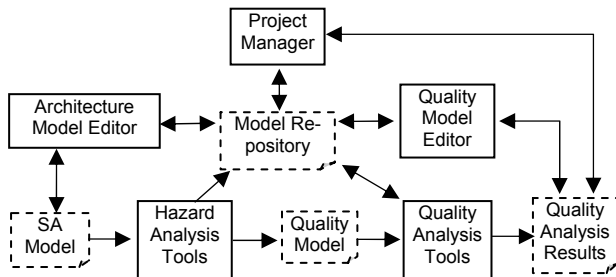 Project
Manager
Architecture
Model Editor
Model Re-
pository
Quality
Model
Editor
SA
Model
Hazard
Analysis
Tools
Quality
Model
Quality
Analysis
Tools
Quality
Analysis
Results